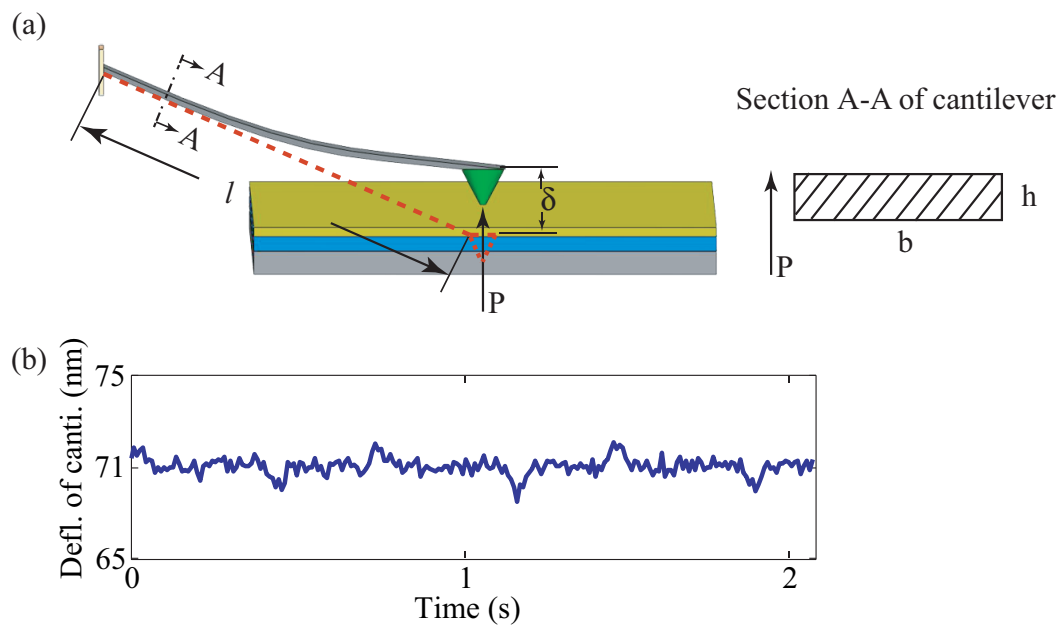 (a)
A
A
l
δ
P
Section A-A of cantilever
h
b
P
(b)
Defl. of canti. (nm)
75
71
65
0
1
2
Time (s)